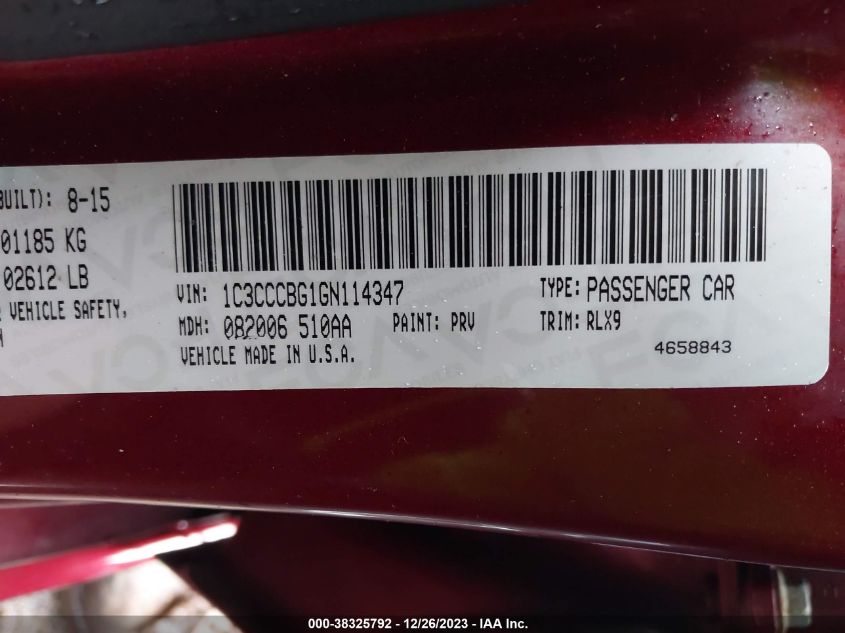 BUILT): 8-15
01185 KG
02612 LB
VEHICLE SAFETY,
VIN: 1C3CCCBG1GN114347 TYPE: PASSENGER CAR
MDH: 082006 510AA PAINT: PRV TRIM: RLX9
VEHICLE MADE IN U.S.A. 4658843
000-38325792 - 12/26/2023 - IAA Inc.